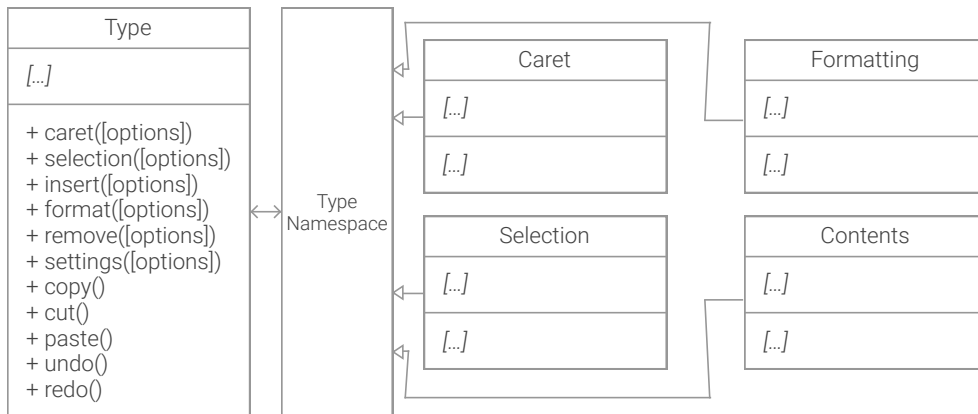 Type
[...]
+ caret([options])
+ selection([options])
+ insert([options])
+ format([options])
+ remove([options])
+ settings([options])
+ copy()
+ cut()
+ paste()
+ undo()
+ redo()
Type
Namespace
Caret
[...]
[...]
Formatting
[...]
[...]
Selection
[...]
[...]
Contents
[...]
[...]